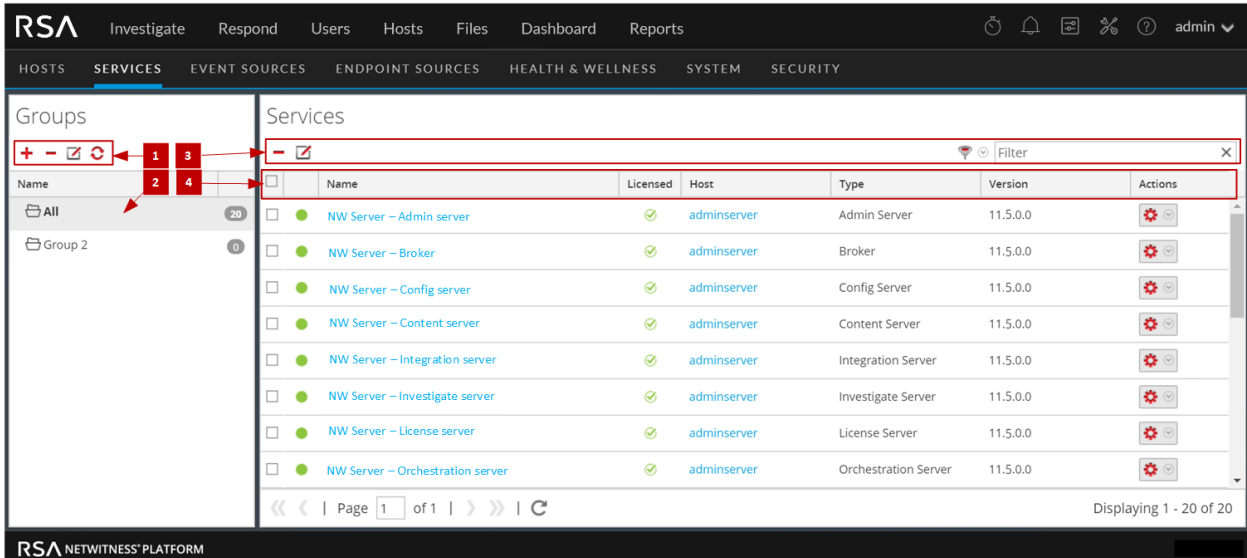 RSA Investigate Respond Users Hosts Files Dashboard Reports ? admin
HOSTS SERVICES EVENT SOURCES ENDPOINT SOURCES HEALTH & WELLNESS SYSTEM SECURITY
Groups
1
2
Name
All 20
Group 2 0
Services
3
4
Filter X
Name Licensed Host Type Version Actions
NW Server – Admin server adminserver Admin Server 11.5.0.0
NW Server – Broker adminserver Broker 11.5.0.0
NW Server – Config server adminserver Config Server 11.5.0.0
NW Server – Content server adminserver Content Server 11.5.0.0
NW Server – Integration server adminserver Integration Server 11.5.0.0
NW Server – Investigate server adminserver Investigate Server 11.5.0.0
NW Server – License server adminserver License Server 11.5.0.0
NW Server – Orchestration server adminserver Orchestration Server 11.5.0.0
| Page 1 of 1 | | Displaying 1 - 20 of 20
RSA NETWITNESS® PLATFORM